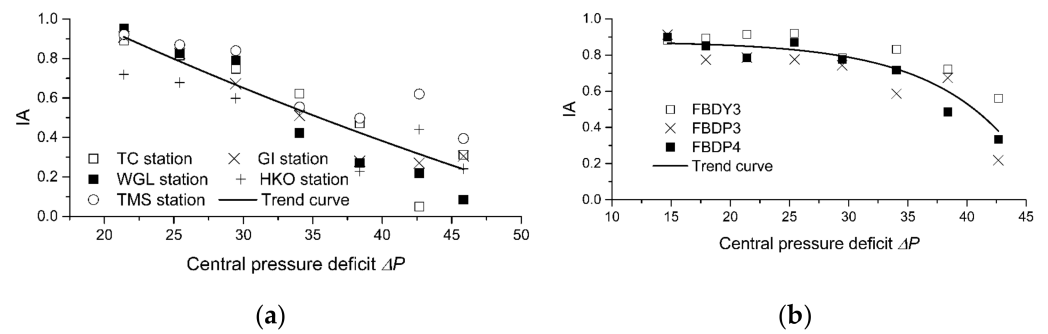 1.0
0.8
0.6
0.4
0.2
0.0
IA
TC station
GI station
WGL station
HKO station
TMS station
Trend curve
20 25 30 35 40 45 50
Central pressure deficit ΔP
(a)
1.0
0.8
0.6
0.4
0.2
0.0
IA
FBDY3
FBDP3
FBDP4
Trend curve
10 15 20 25 30 35 40 45
Central pressure deficit ΔP
(b)